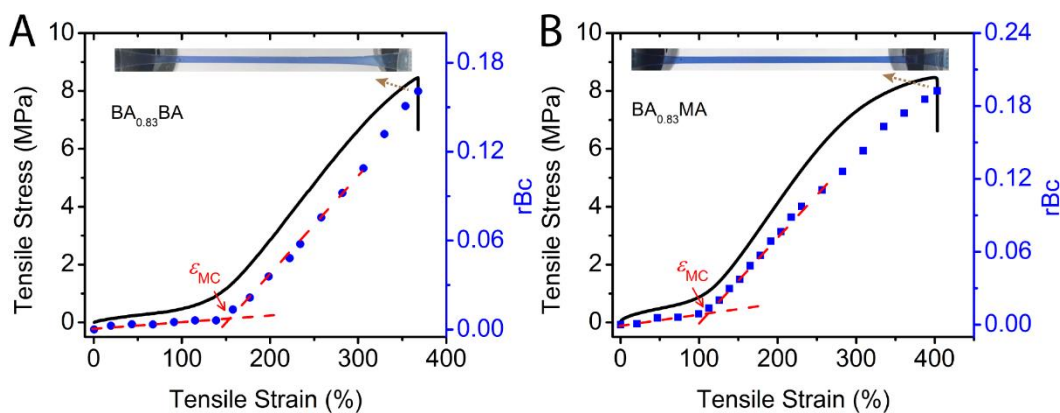 A
10
8
6
4
2
0
Tensile Stress (MPa)
BA0.83BA
εMC
0.18
0.12
0.06
0.00
rBc
0
100
200
300
400
Tensile Strain (%)
B
10
8
6
4
2
0
Tensile Stress (MPa)
BA0.83MA
εMC
0.24
0.18
0.12
0.06
0.00
rBc
0
100
200
300
400
Tensile Strain (%)